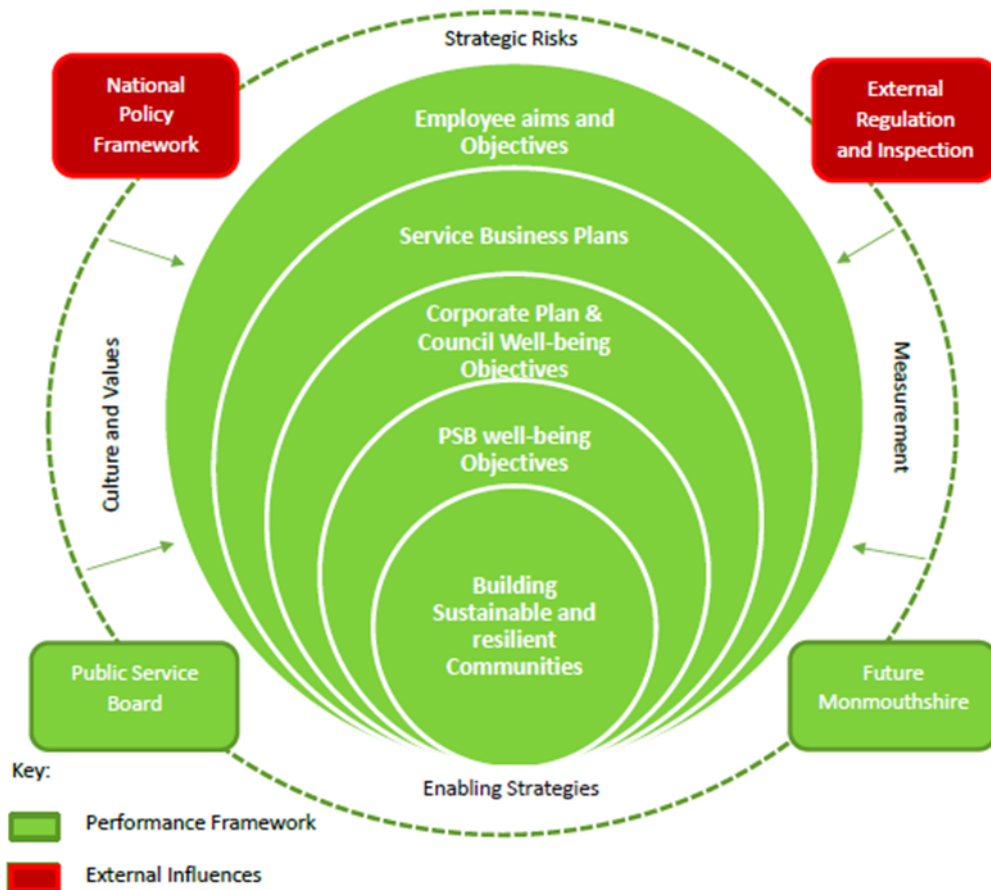 Strategic Risks
National
Policy
Framework
External
Regulation
and Inspection
Employee aims and
Objectives
Service Business Plans
Corporate Plan &
Council Well-being
Objectives
PSB well-being
Objectives
Building
Sustainable and
resilient
Communities
Culture and Values
Measurement
Public Service
Board
Future
Monmouthshire
Enabling Strategies
Key:
Performance Framework
External Influences